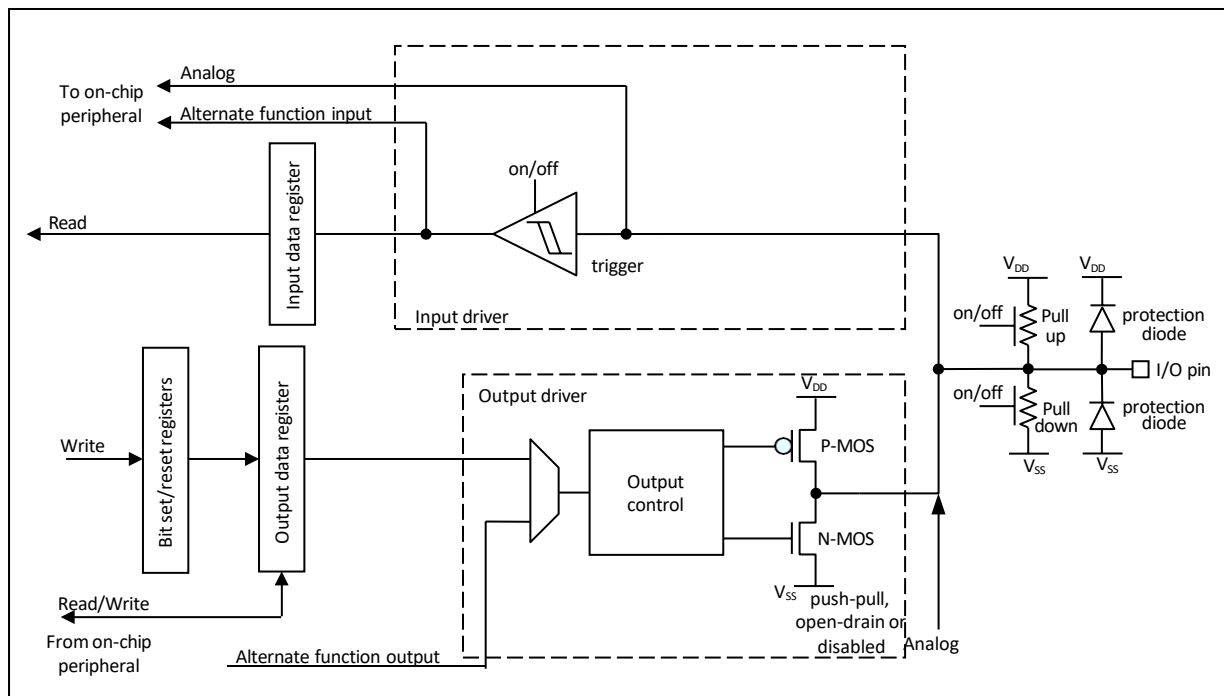 Analog
To on-chip
peripheral
Alternate function input
on/off
Input data register
Read
trigger
Input driver
VDD
VDD
on/off
Pull
up
protection
diode
I/O pin
on/off
Pull
down
protection
diode
VSS
VSS
Bit set/reset registers
Output data register
Write
Output driver
VDD
P-MOS
Output
control
N-MOS
VSS
push-pull,
open-drain or
disabled
Analog
Read/Write
From on-chip
peripheral
Alternate function output